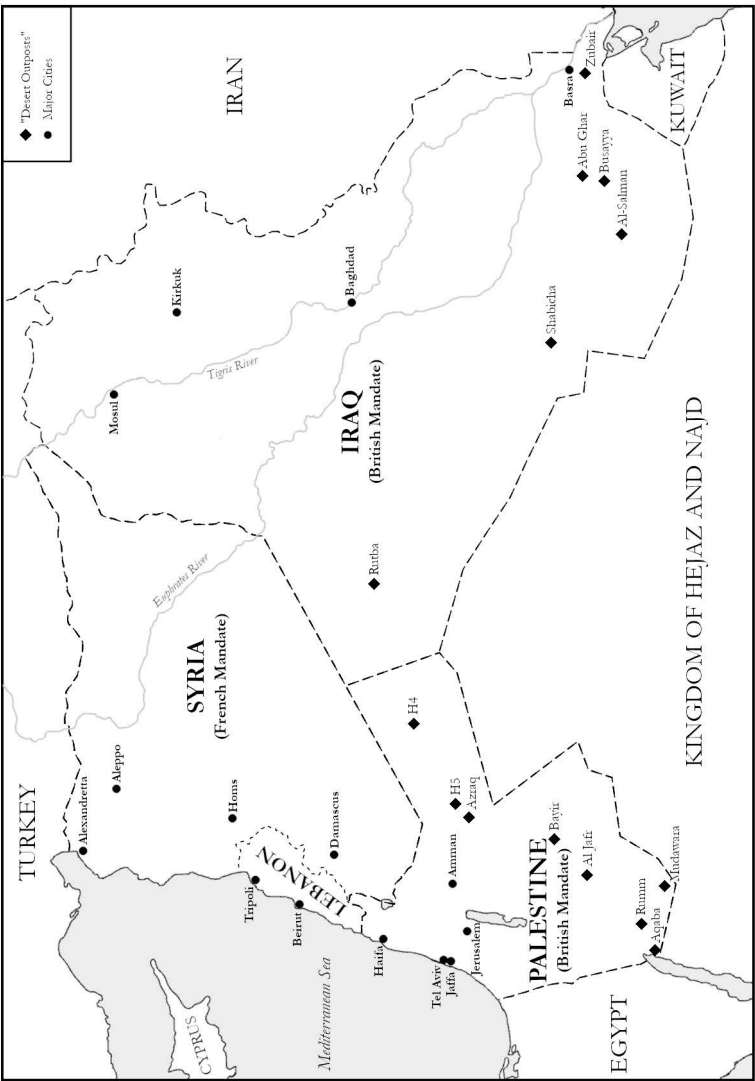 "Desert Outposts"
Major Cities
TURKEY
IRAN
Alexandretta
Aleppo
Mosul
Kirkuk
CYPRUS
Tigris River
Euphrates River
SYRIA
(French Mandate)
Homs
Tripoli
LEBANON
Beirut
Damascus
Mediterranean Sea
Baghdad
IRAQ
(British Mandate)
Rutba
Haifa
H4
H5
Azraq
Amman
Tel Aviv
Jaffa
Jerusalem
PALESTINE
(British Mandate)
Bayir
Al Jafr
Shabicha
Basra
Zubair
Abu Ghar
Busayya
Al-Salman
KUWAIT
EGYPT
Rumm
Aqaba
Mudawara
KINGDOM OF HEJAZ AND NAJD